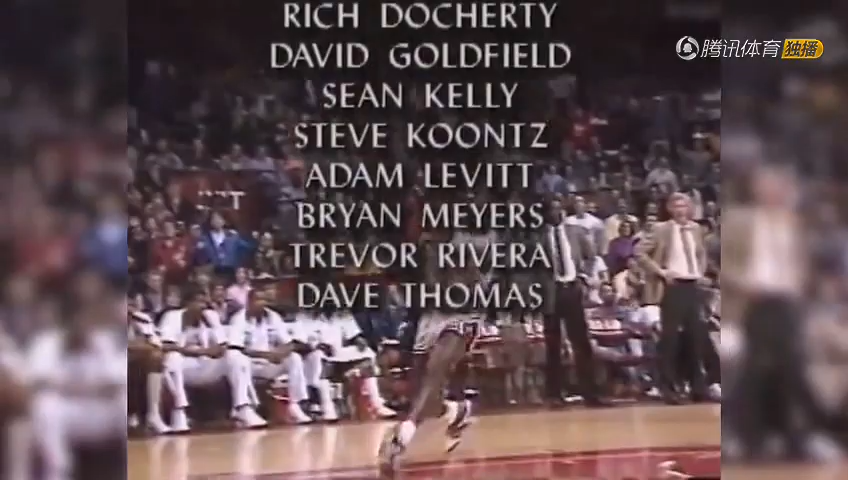 RICH DOCHERTY
腾讯体育 独播
DAVID GOLDFIELD
SEAN KELLY
STEVE KOONTZ
ADAM LEVITT
BRYAN MEYERS
TREVOR RIVERA
DAVE THOMAS